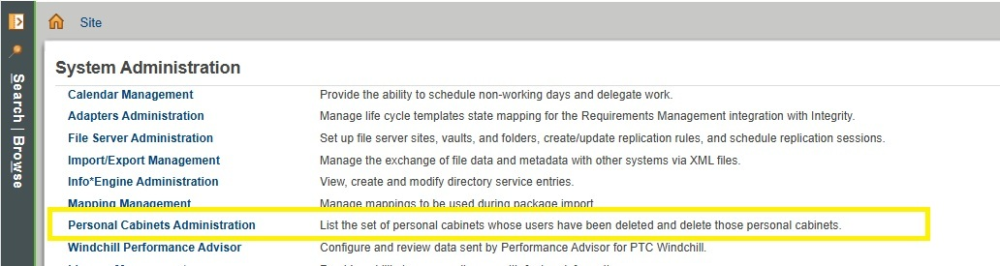 Site
Search | Browse
System Administration
Calendar Management Provide the ability to schedule non-working days and delegate work.
Adapters Administration Manage life cycle templates state mapping for the Requirements Management integration with Integrity.
File Server Administration Set up file server sites, vaults, and folders, create/update replication rules, and schedule replication sessions.
Import/Export Management Manage the exchange of file data and metadata with other systems via XML files.
Info*Engine Administration View, create and modify directory service entries.
Mapping Management Manage mappings to be used during package import
Personal Cabinets Administration List the set of personal cabinets whose users have been deleted and delete those personal cabinets.
Windchill Performance Advisor Configure and review data sent by Performance Advisor for PTC Windchill.